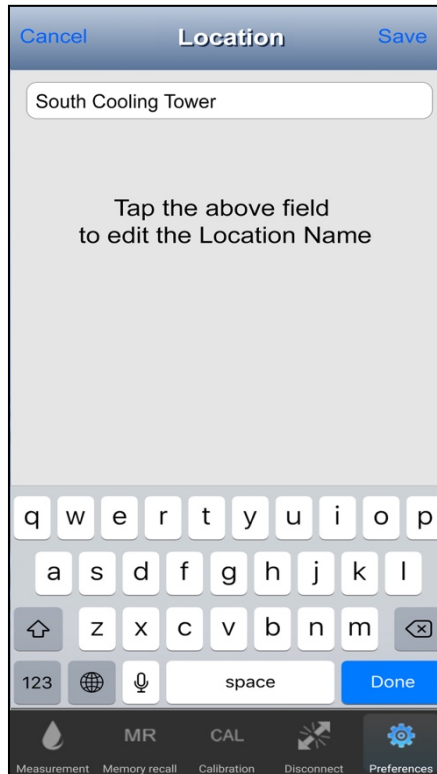 Cancel Location Save
South Cooling Tower
Tap the above field
to edit the Location Name
q w e r t y u i o p
a s d f g h j k l
z x c v b n m
123 space Done
MR CAL
Measurement Memory recall Calibration Disconnect Preferences